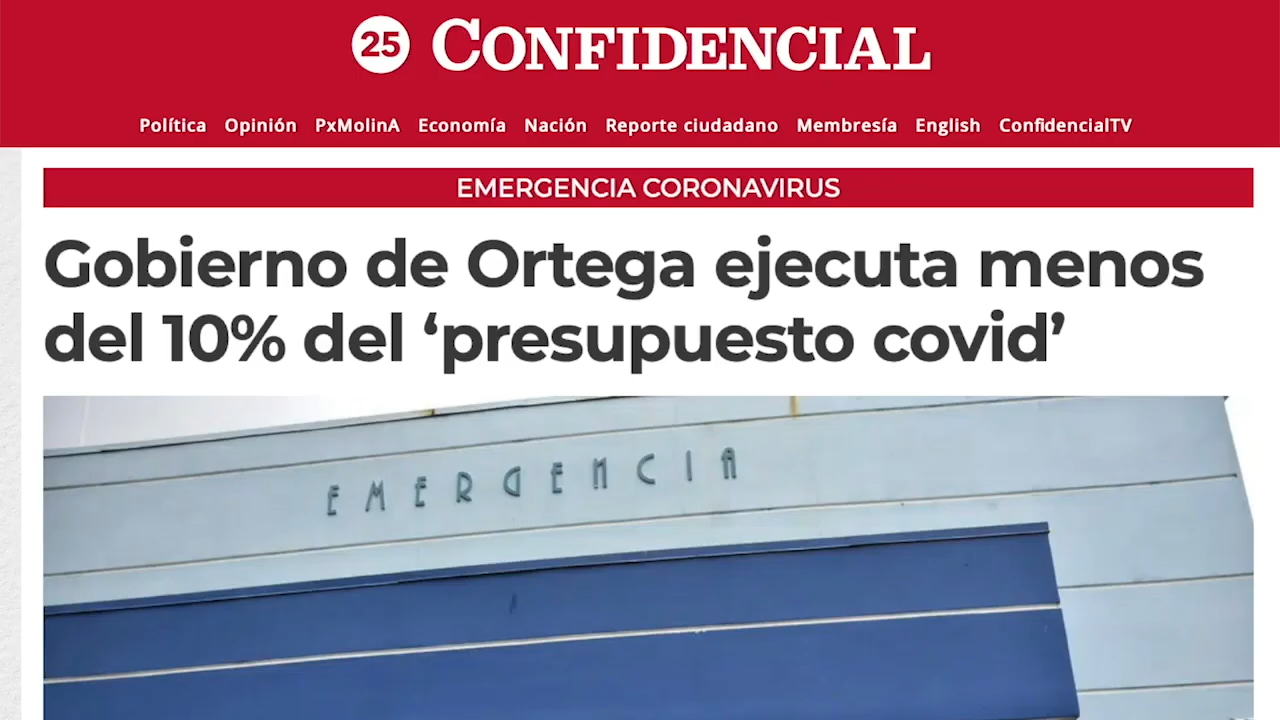 25 CONFIDENCIAL
Política Opinión PxMolinA Economía Nación Reporte ciudadano Membresía English ConfidencialTV
EMERGENCIA CORONAVIRUS
Gobierno de Ortega ejecuta menos
del 10% del ‘presupuesto covid’
EMERGENCIA